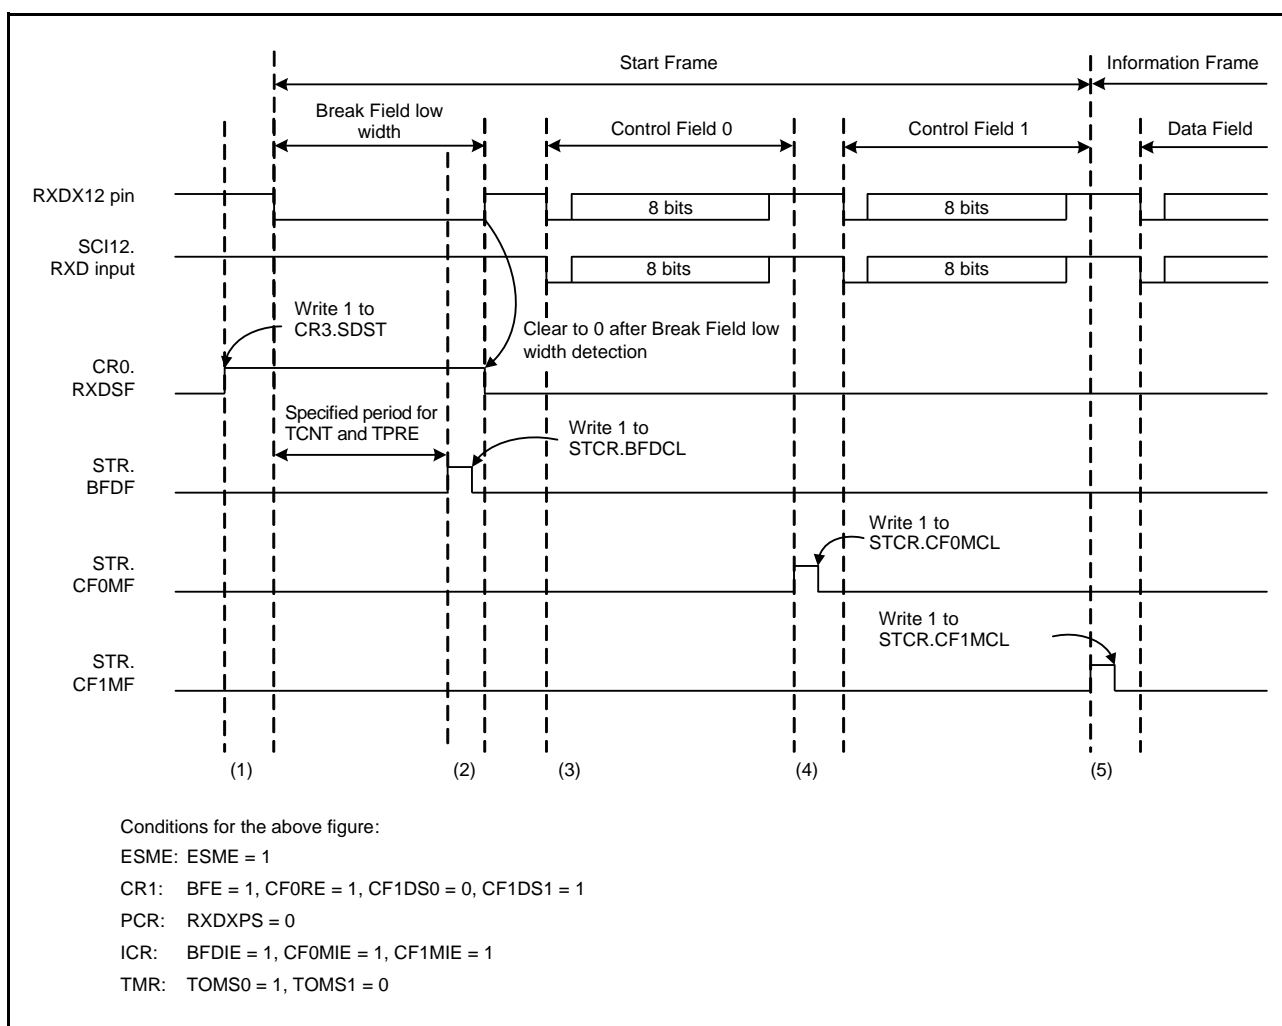 Start Frame
Information Frame
Break Field low
width
Control Field 0
Control Field 1
Data Field
RXDX12 pin
8 bits
8 bits
SCI12.
RXD input
8 bits
8 bits
Write 1 to
CR3.SDST
Clear to 0 after Break Field low
width detection
CR0.
RXDSF
Specified period for
TCNT and TPRE
Write 1 to
STCR.BFDCL
STR.
BFDF
Write 1 to
STCR.CF0MCL
STR.
CF0MF
Write 1 to
STCR.CF1MCL
STR.
CF1MF
(1)
(2)
(3)
(4)
(5)
Conditions for the above figure:
ESME: ESME = 1
CR1: BFE = 1, CF0RE = 1, CF1DS0 = 0, CF1DS1 = 1
PCR: RXDXPS = 0
ICR: BFDIE = 1, CF0MIE = 1, CF1MIE = 1
TMR: TOMS0 = 1, TOMS1 = 0